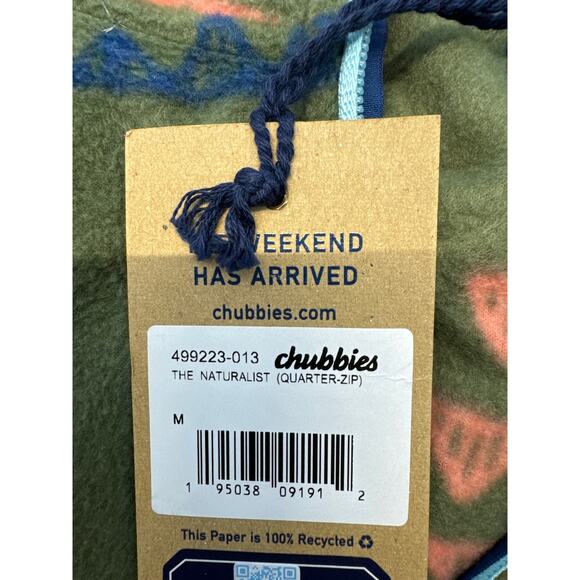 WEEKEND
HAS ARRIVED
chubbies.com
499223-013 chubbies
THE NATURALIST (QUARTER-ZIP)
M
1 95038 09191 2
This Paper is 100% Recycled